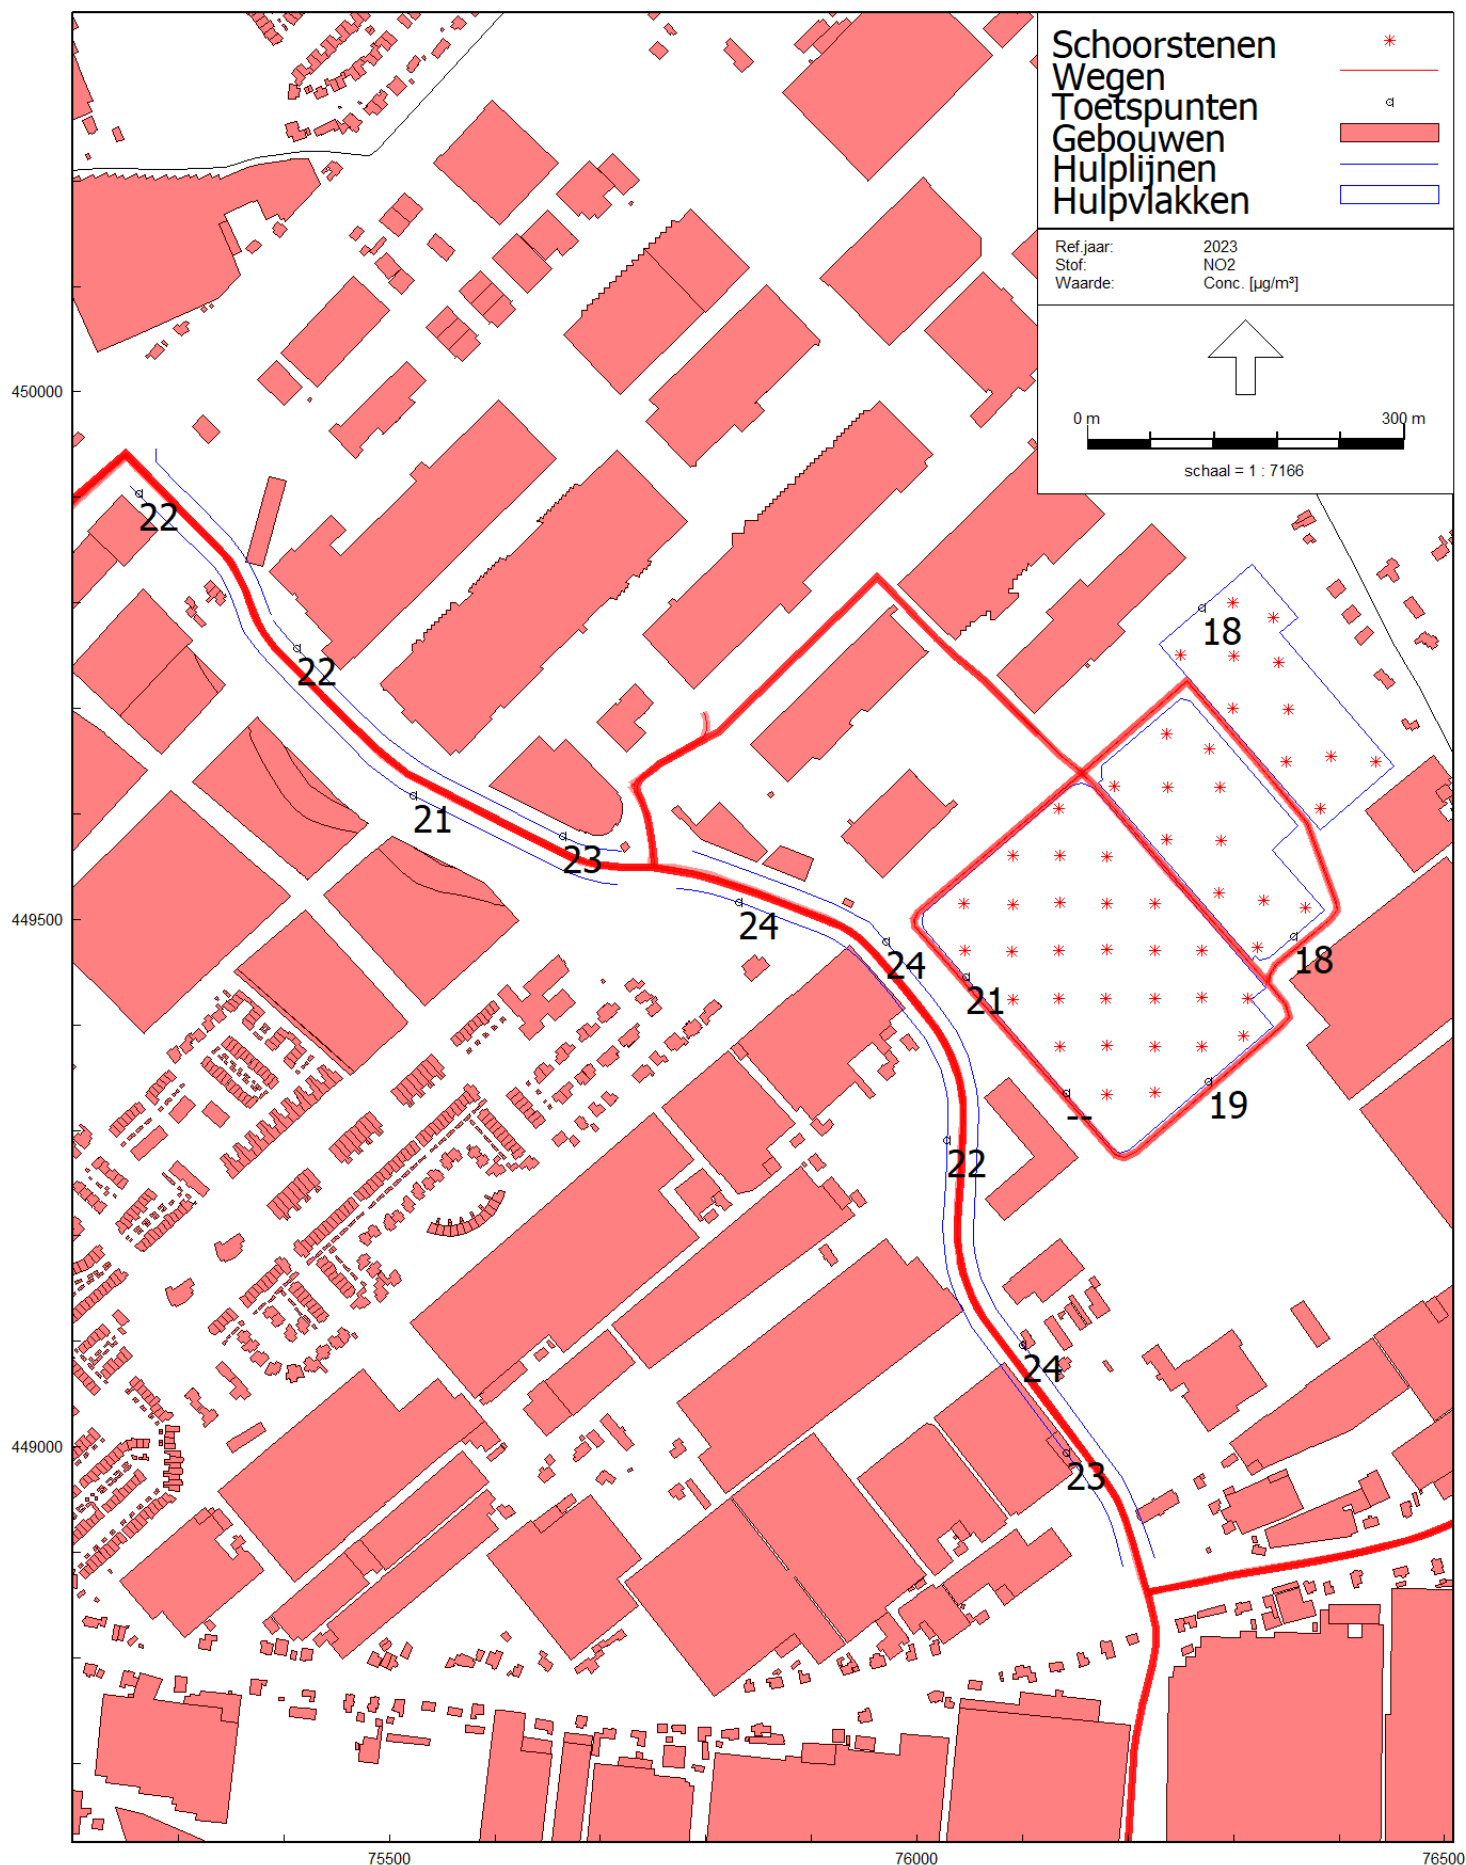 Schoorstenen
Wegen
Toetspunten
Gebouwen
Hulplijnen
Hulpvlakken
Ref.jaar: 2023
Stof: NO2
Waarde: Conc. [µg/m³]
0 m 300 m
schaal = 1 : 7166
450000
22
18
22
21
23
449500
24
24
18
21
--
19
22
24
449000
23
75500 76000 76500